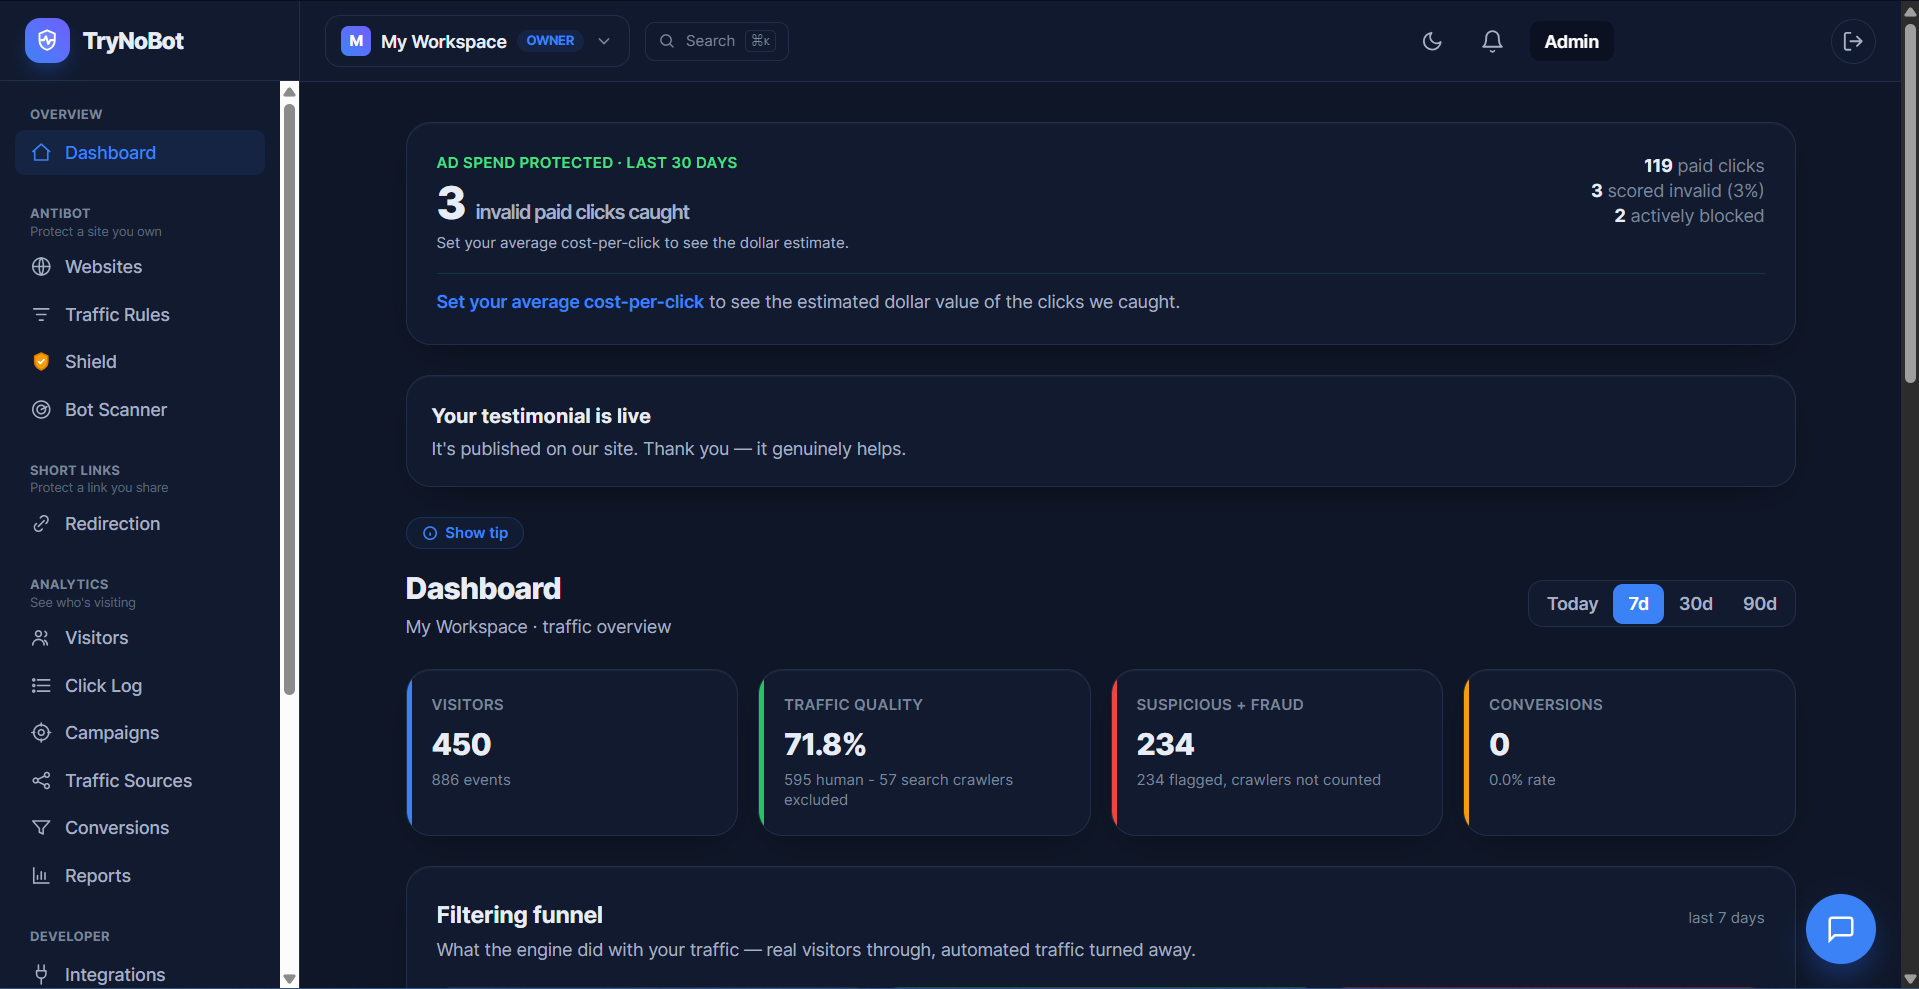 TryNoBot
M My Workspace OWNER
Search ⌘K
Admin
OVERVIEW
Dashboard
ANTIBOT
Protect a site you own
Websites
Traffic Rules
Shield
Bot Scanner
SHORT LINKS
Protect a link you share
Redirection
ANALYTICS
See who's visiting
Visitors
Click Log
Campaigns
Traffic Sources
Conversions
Reports
DEVELOPER
Integrations
AD SPEND PROTECTED · LAST 30 DAYS
3 invalid paid clicks caught
Set your average cost-per-click to see the dollar estimate.
119 paid clicks
3 scored invalid (3%)
2 actively blocked
Set your average cost-per-click to see the estimated dollar value of the clicks we caught.
Your testimonial is live
It's published on our site. Thank you — it genuinely helps.
Show tip
Dashboard
My Workspace · traffic overview
Today 7d 30d 90d
VISITORS
450
886 events
TRAFFIC QUALITY
71.8%
595 human - 57 search crawlers
excluded
SUSPICIOUS + FRAUD
234
234 flagged, crawlers not counted
CONVERSIONS
0
0.0% rate
Filtering funnel
last 7 days
What the engine did with your traffic — real visitors through, automated traffic turned away.